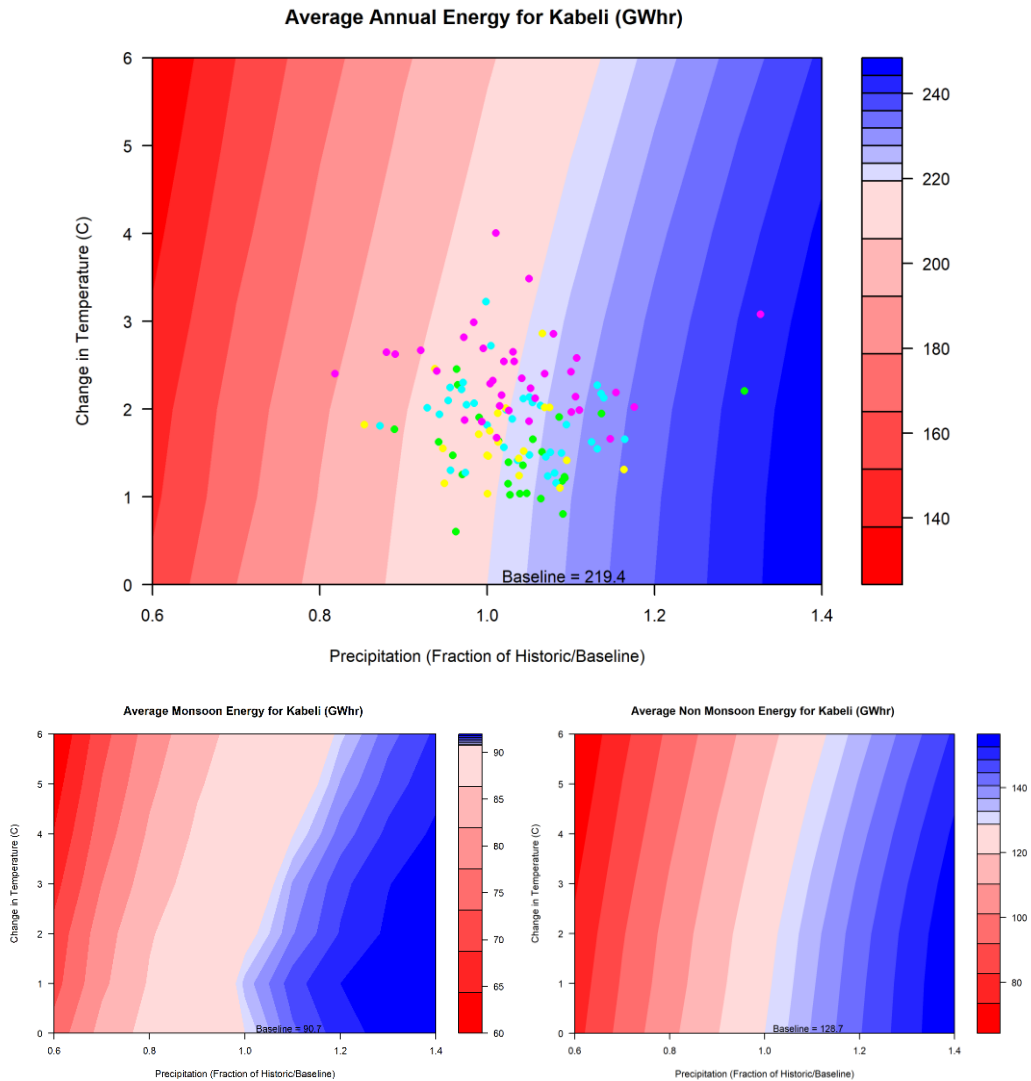 Average Annual Energy for Kabeli (GWhr)
6
5
4
3
2
1
0
Change in Temperature (C)
Baseline = 219.4
0.6 0.8 1.0 1.2 1.4
Precipitation (Fraction of Historic/Baseline)
240
220
200
180
160
140
Average Monsoon Energy for Kabeli (GWhr)
6
5
4
3
2
1
0
Change in Temperature (C)
Baseline = 90.7
0.6 0.8 1.0 1.2 1.4
Precipitation (Fraction of Historic/Baseline)
90
85
80
75
70
65
60
Average Non Monsoon Energy for Kabeli (GWhr)
6
5
4
3
2
1
0
Change in Temperature (C)
Baseline = 128.7
0.6 0.8 1.0 1.2 1.4
Precipitation (Fraction of Historic/Baseline)
140
120
100
80